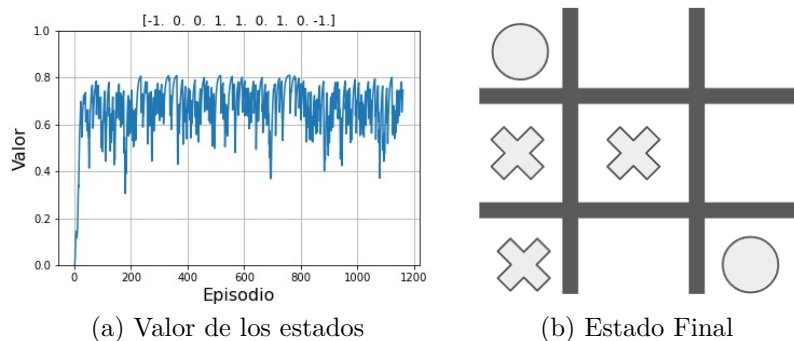 [-1. 0. 0. 1. 1. 0. 1. 0. -1.]
1.0
0.8
0.6
0.4
0.2
0.0
Valor
0 200 400 600 800 1000 1200
Episodio
(a) Valor de los estados
(b) Estado Final